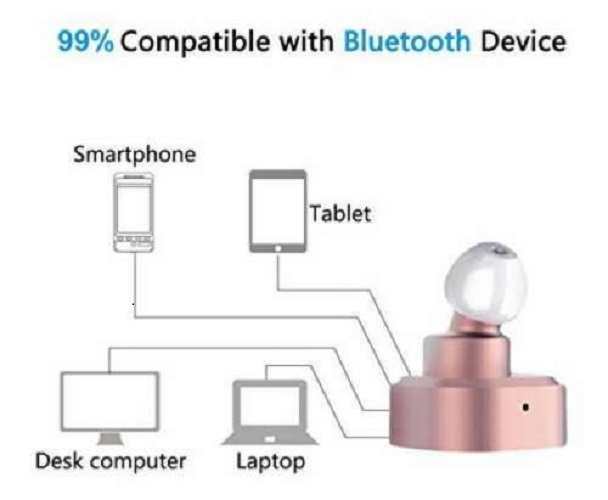 99% Compatible with Bluetooth Device
Smartphone
Tablet
Desk computer
Laptop